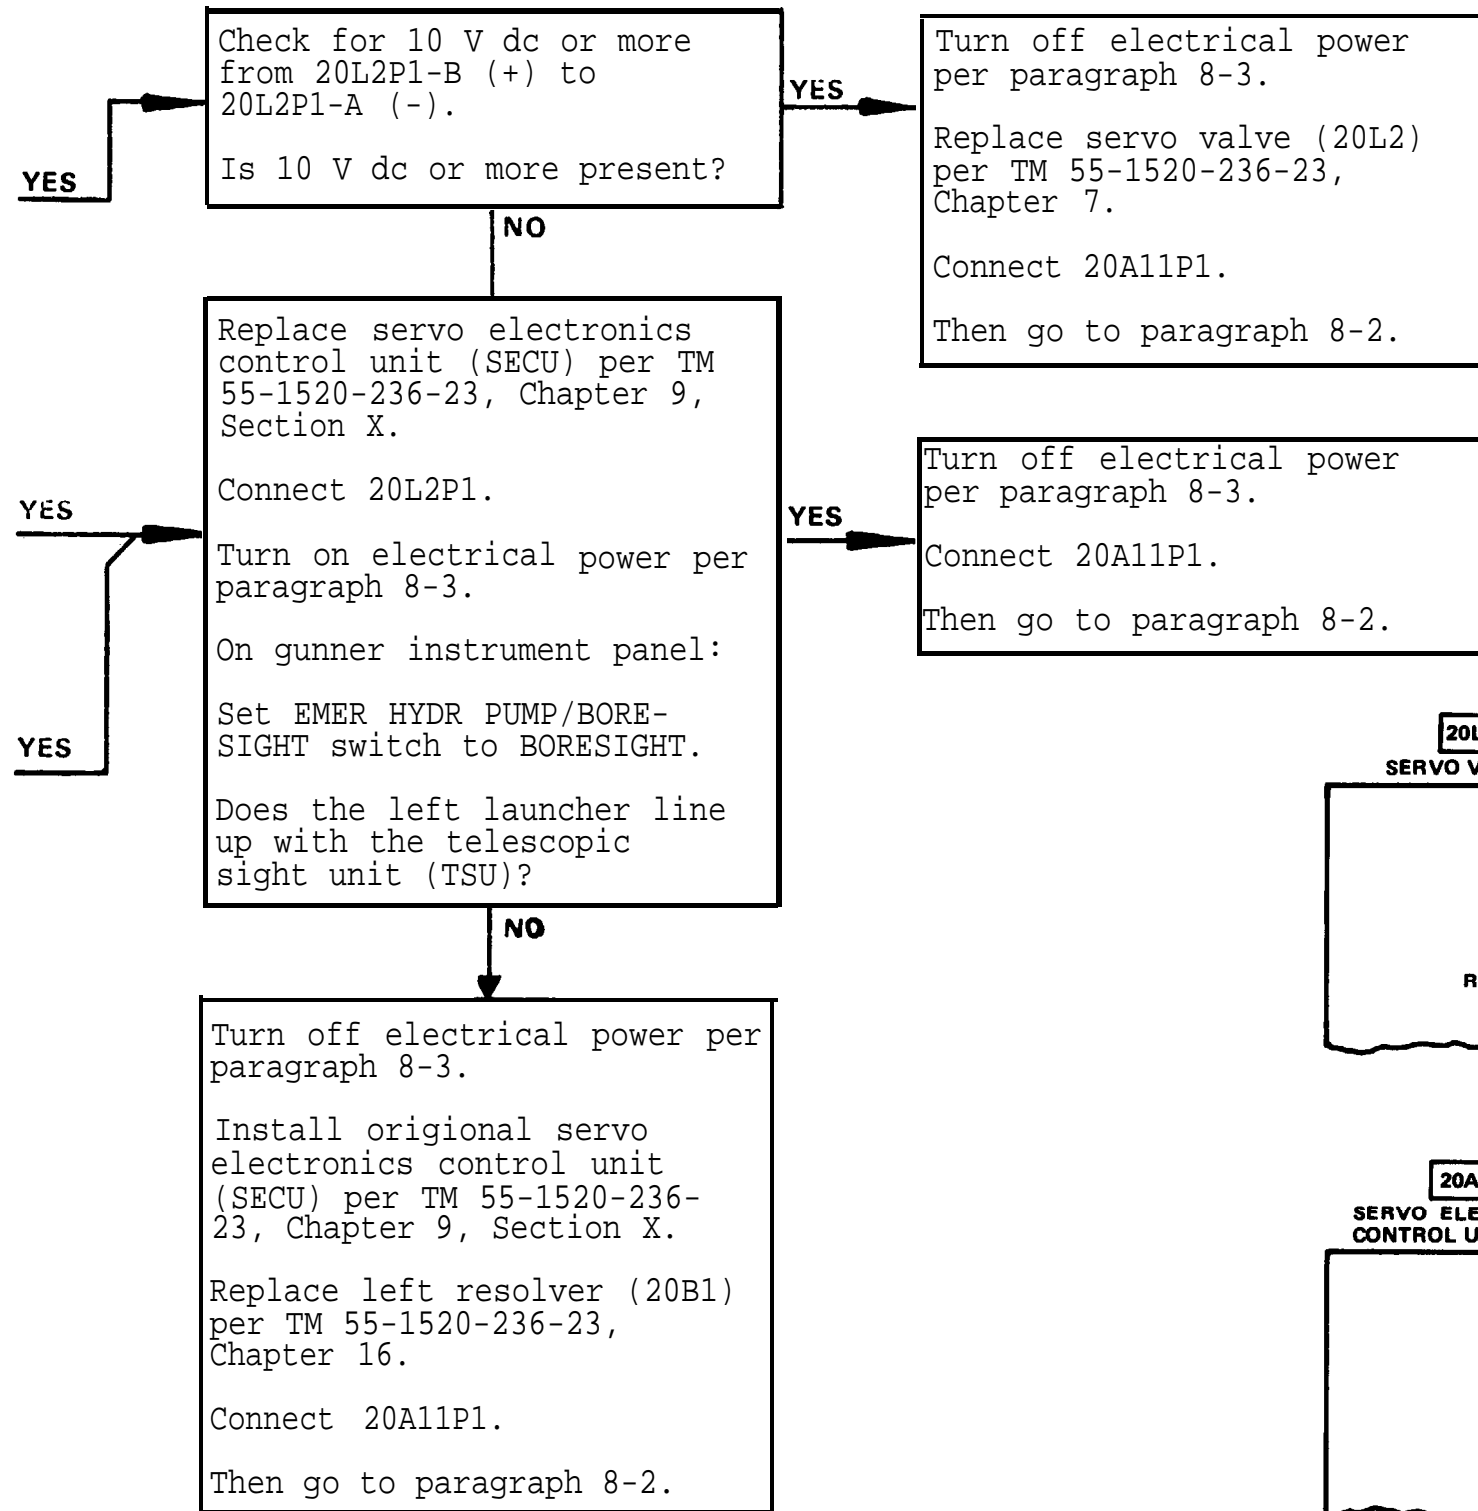 Check for 10 V dc or more
from 20L2P1-B (+) to
20L2P1-A (-).
Is 10 V dc or more present?
YES
YES
Turn off electrical power
per paragraph 8-3.
Replace servo valve (20L2)
per TM 55-1520-236-23,
Chapter 7.
Connect 20A11P1.
Then go to paragraph 8-2.
NO
Replace servo electronics
control unit (SECU) per TM
55-1520-236-23, Chapter 9,
Section X.
Connect 20L2P1.
Turn on electrical power per
paragraph 8-3.
On gunner instrument panel:
Set EMER HYDR PUMP/BORE-
SIGHT switch to BORESIGHT.
Does the left launcher line
up with the telescopic
sight unit (TSU)?
YES
YES
YES
Turn off electrical power
per paragraph 8-3.
Connect 20A11P1.
Then go to paragraph 8-2.
NO
Turn off electrical power per
paragraph 8-3.
Install origional servo
electronics control unit
(SECU) per TM 55-1520-236-
23, Chapter 9, Section X.
Replace left resolver (20B1)
per TM 55-1520-236-23,
Chapter 16.
Connect 20A11P1.
Then go to paragraph 8-2.
20L
SERVO V
R
20A
SERVO ELE
CONTROL U